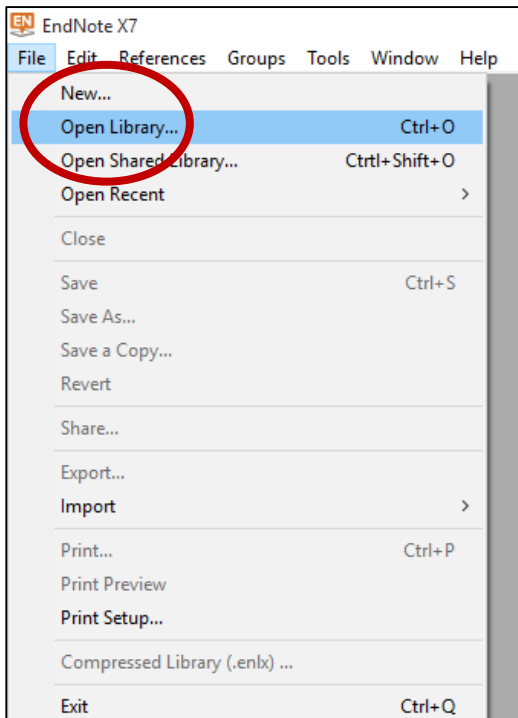 EN EndNote X7
File Edit References Groups Tools Window Help
New...
Open Library... Ctrl+O
Open Shared Library... Ctrtl+Shift+O
Open Recent >
Close
Save Ctrl+S
Save As...
Save a Copy...
Revert
Share...
Export...
Import >
Print... Ctrl+P
Print Preview
Print Setup...
Compressed Library (.enlx) ...
Exit Ctrl+Q